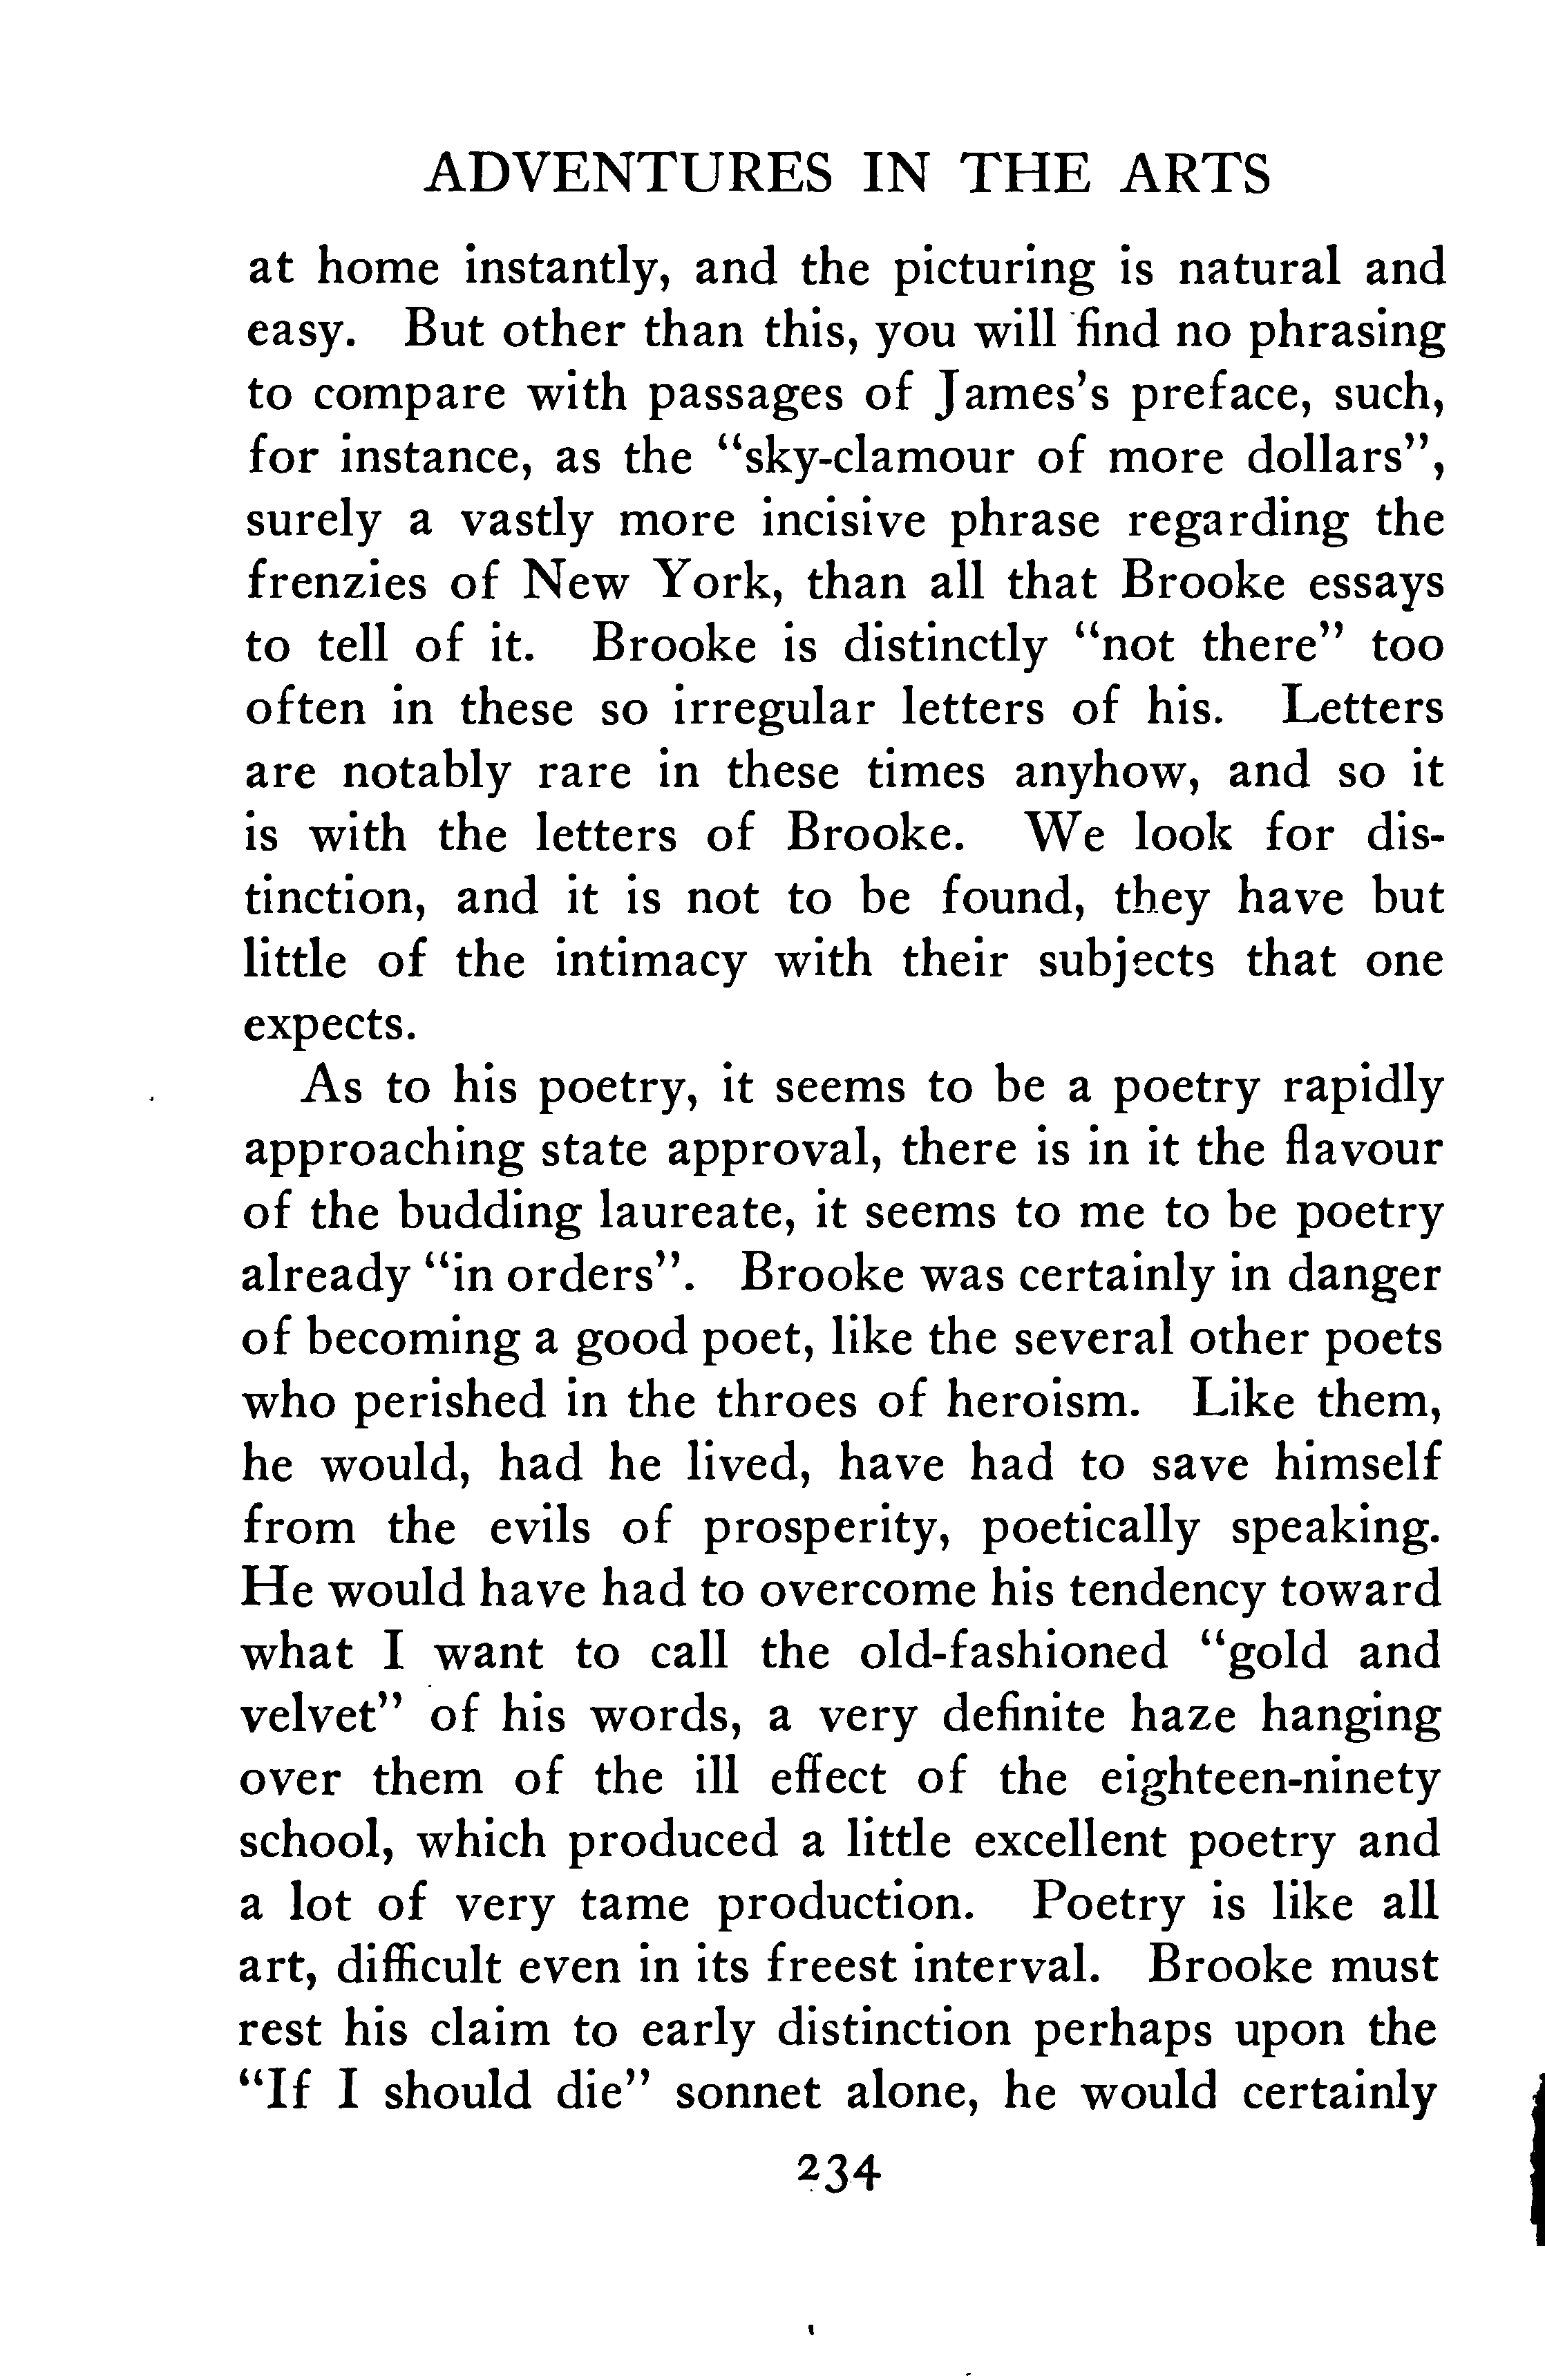 ADVENTURES IN THE ARTS
at home instantly, and the picturing is natural and
easy. But other than this, you will find no phrasing
to compare with passages of James's preface, such,
for instance, as the "sky-clamour of more dollars",
surely a vastly more incisive phrase regarding the
frenzies of New York, than all that Brooke essays
to tell of it. Brooke is distinctly "not there" too
often in these so irregular letters of his. Letters
are notably rare in these times anyhow, and so it
is with the letters of Brooke. We look for dis-
tinction, and it is not to be found, they have but
little of the intimacy with their subjects that one
expects.
As to his poetry, it seems to be a poetry rapidly
approaching state approval, there is in it the flavour
of the budding laureate, it seems to me to be poetry
already "in orders". Brooke was certainly in danger
of becoming a good poet, like the several other poets
who perished in the throes of heroism. Like them,
he would, had he lived, have had to save himself
from the evils of prosperity, poetically speaking.
He would have had to overcome his tendency toward
what I want to call the old-fashioned "gold and
velvet" of his words, a very definite haze hanging
over them of the ill effect of the eighteen-ninety
school, which produced a little excellent poetry and
a lot of very tame production. Poetry is like all
art, difficult even in its freest interval. Brooke must
rest his claim to early distinction perhaps upon the
"If I should die" sonnet alone, he would certainly
234